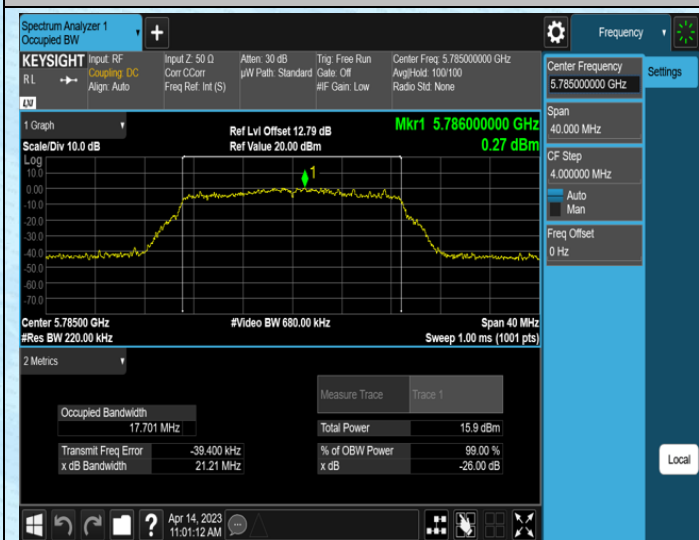 Spectrum Analyzer 1
Occupied BW
Frequency
KEYSIGHT
Input: RF
Input Z: 50 Ω
Atten: 30 dB
Trig: Free Run
Center Freq: 5.785000000 GHz
RL
Coupling: DC
Corr CCorr
µW Path: Standard
Gate: Off
Avg|Hold: 100/100
Align: Auto
Freq Ref: Int (S)
#IF Gain: Low
Radio Std: None
LXI
Center Frequency
5.785000000 GHz
Settings
Span
40.000 MHz
CF Step
4.000000 MHz
Auto
Man
Freq Offset
0 Hz
Local
1 Graph
Ref Lvl Offset 12.79 dB
Mkr1 5.786000000 GHz
Scale/Div 10.0 dB
Ref Value 20.00 dBm
0.27 dBm
Log
10.0
0.00
-10.0
-20.0
-30.0
-40.0
-50.0
-60.0
-70.0
1
Center 5.78500 GHz
#Video BW 680.00 kHz
Span 40 MHz
#Res BW 220.00 kHz
Sweep 1.00 ms (1001 pts)
2 Metrics
Measure Trace
Trace 1
Occupied Bandwidth
17.701 MHz
Total Power
15.9 dBm
Transmit Freq Error
-39.400 kHz
% of OBW Power
99.00 %
x dB Bandwidth
21.21 MHz
x dB
-26.00 dB
Apr 14, 2023
11:01:12 AM